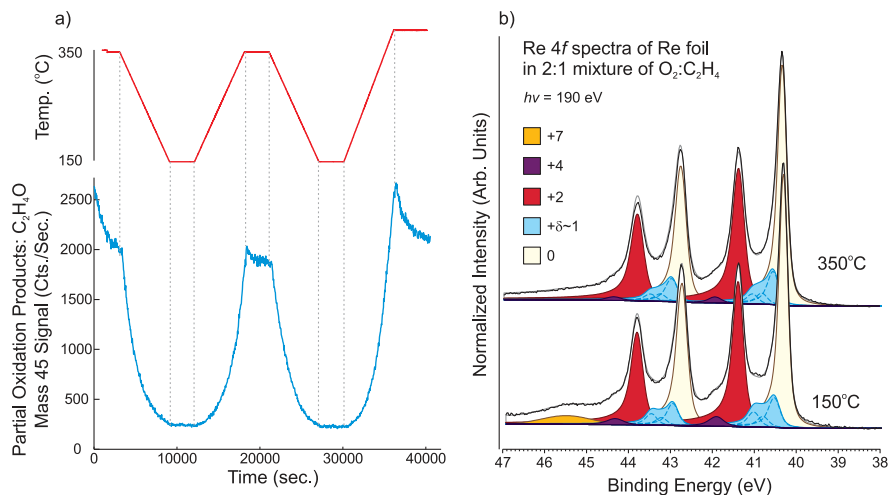 a)
Temp. (°C)
350
150
Partial Oxidation Products: C₂H₄O
Mass 45 Signal (Cts./Sec.)
2500
2000
1500
1000
500
0
0
10000
20000
30000
40000
Time (sec.)
b)
Normalized Intensity (Arb. Units)
Re 4f spectra of Re foil
in 2:1 mixture of O₂:C₂H₄
hν = 190 eV
+7
+4
+2
+δ~1
0
350°C
150°C
47 46 45 44 43 42 41 40 39 38
Binding Energy (eV)